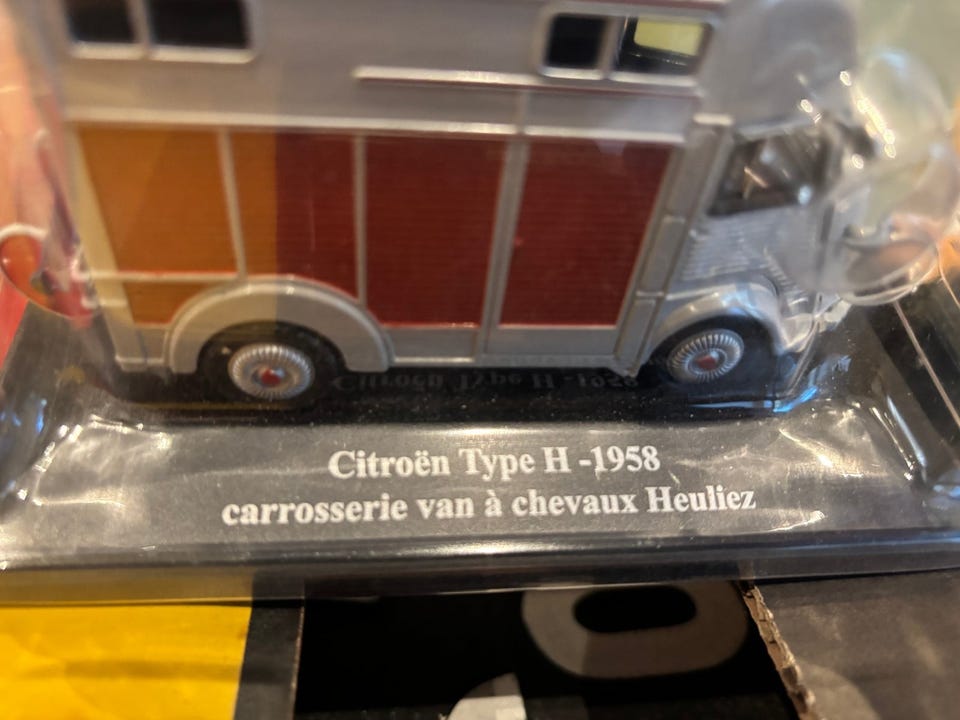 Citroën Type H -1958
carrosserie van à chevaux Heuliez